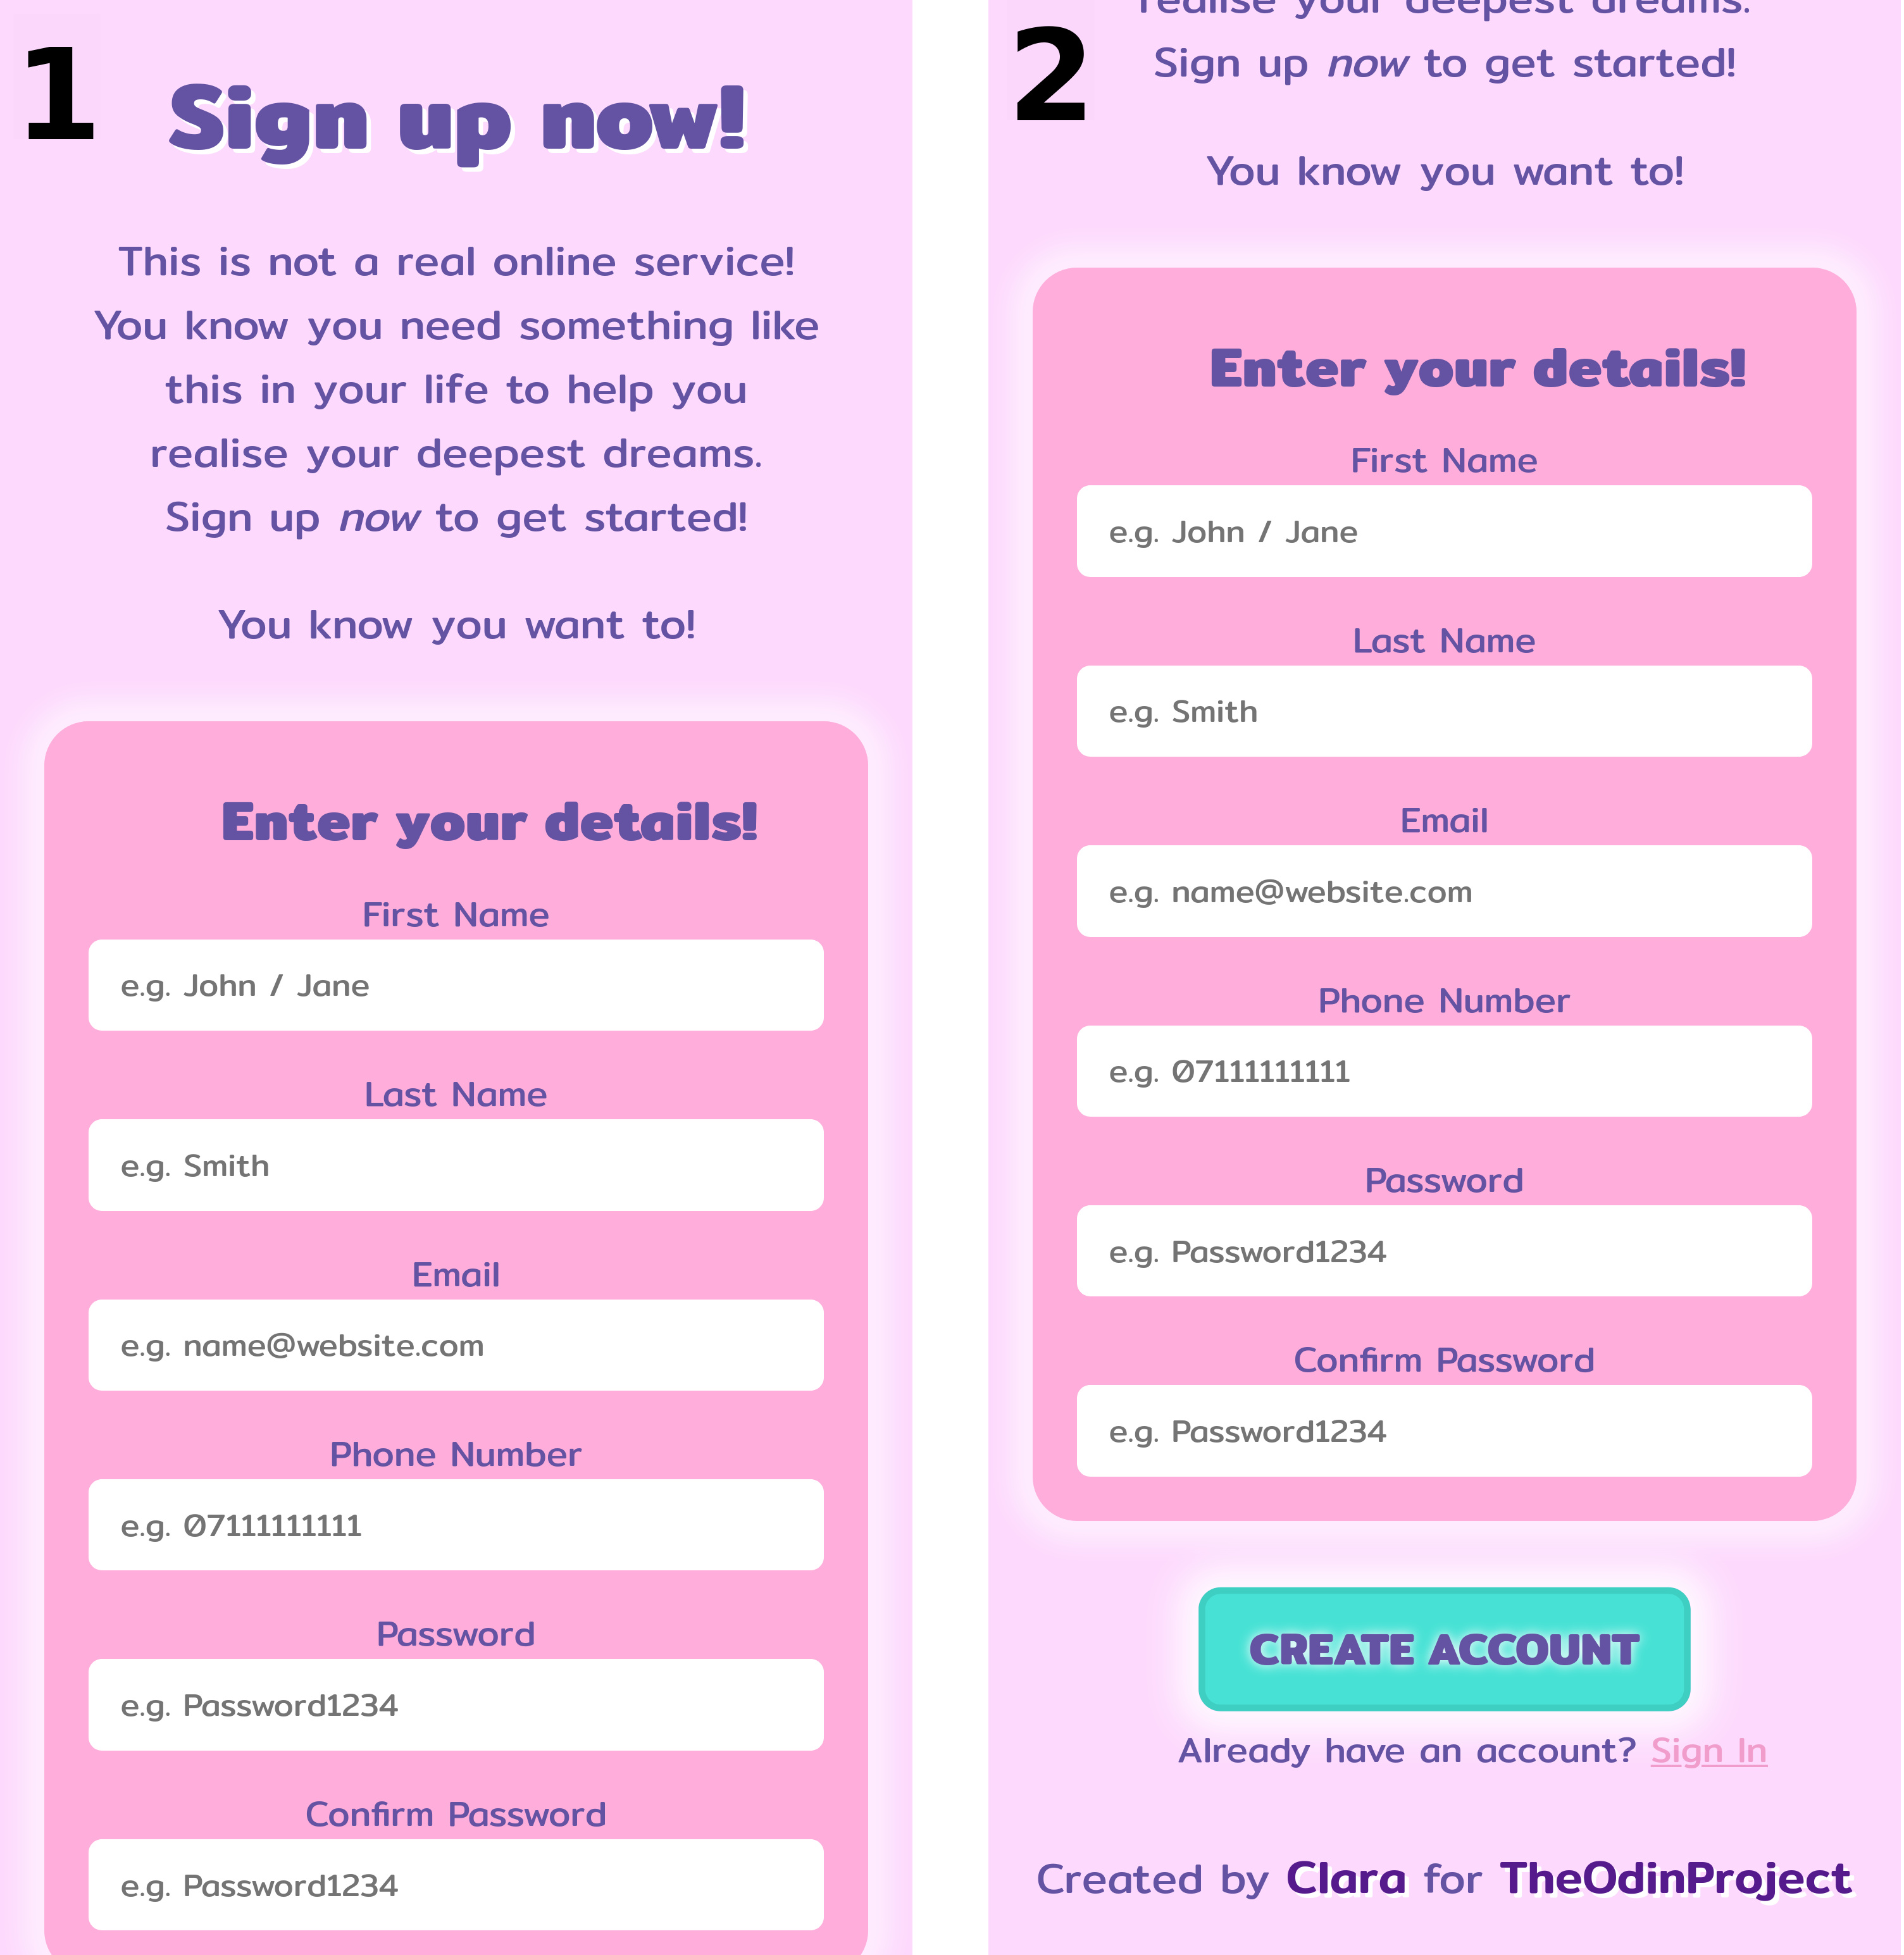 1
Sign up now!
This is not a real online service!
You know you need something like
this in your life to help you
realise your deepest dreams.
Sign up now to get started!
You know you want to!
Enter your details!
First Name
e.g. John / Jane
Last Name
e.g. Smith
Email
e.g. name@website.com
Phone Number
e.g. 07111111111
Password
e.g. Password1234
Confirm Password
e.g. Password1234
2
realise your deepest dreams.
Sign up now to get started!
You know you want to!
Enter your details!
First Name
e.g. John / Jane
Last Name
e.g. Smith
Email
e.g. name@website.com
Phone Number
e.g. 07111111111
Password
e.g. Password1234
Confirm Password
e.g. Password1234
CREATE ACCOUNT
Already have an account? Sign In
Created by Clara for TheOdinProject